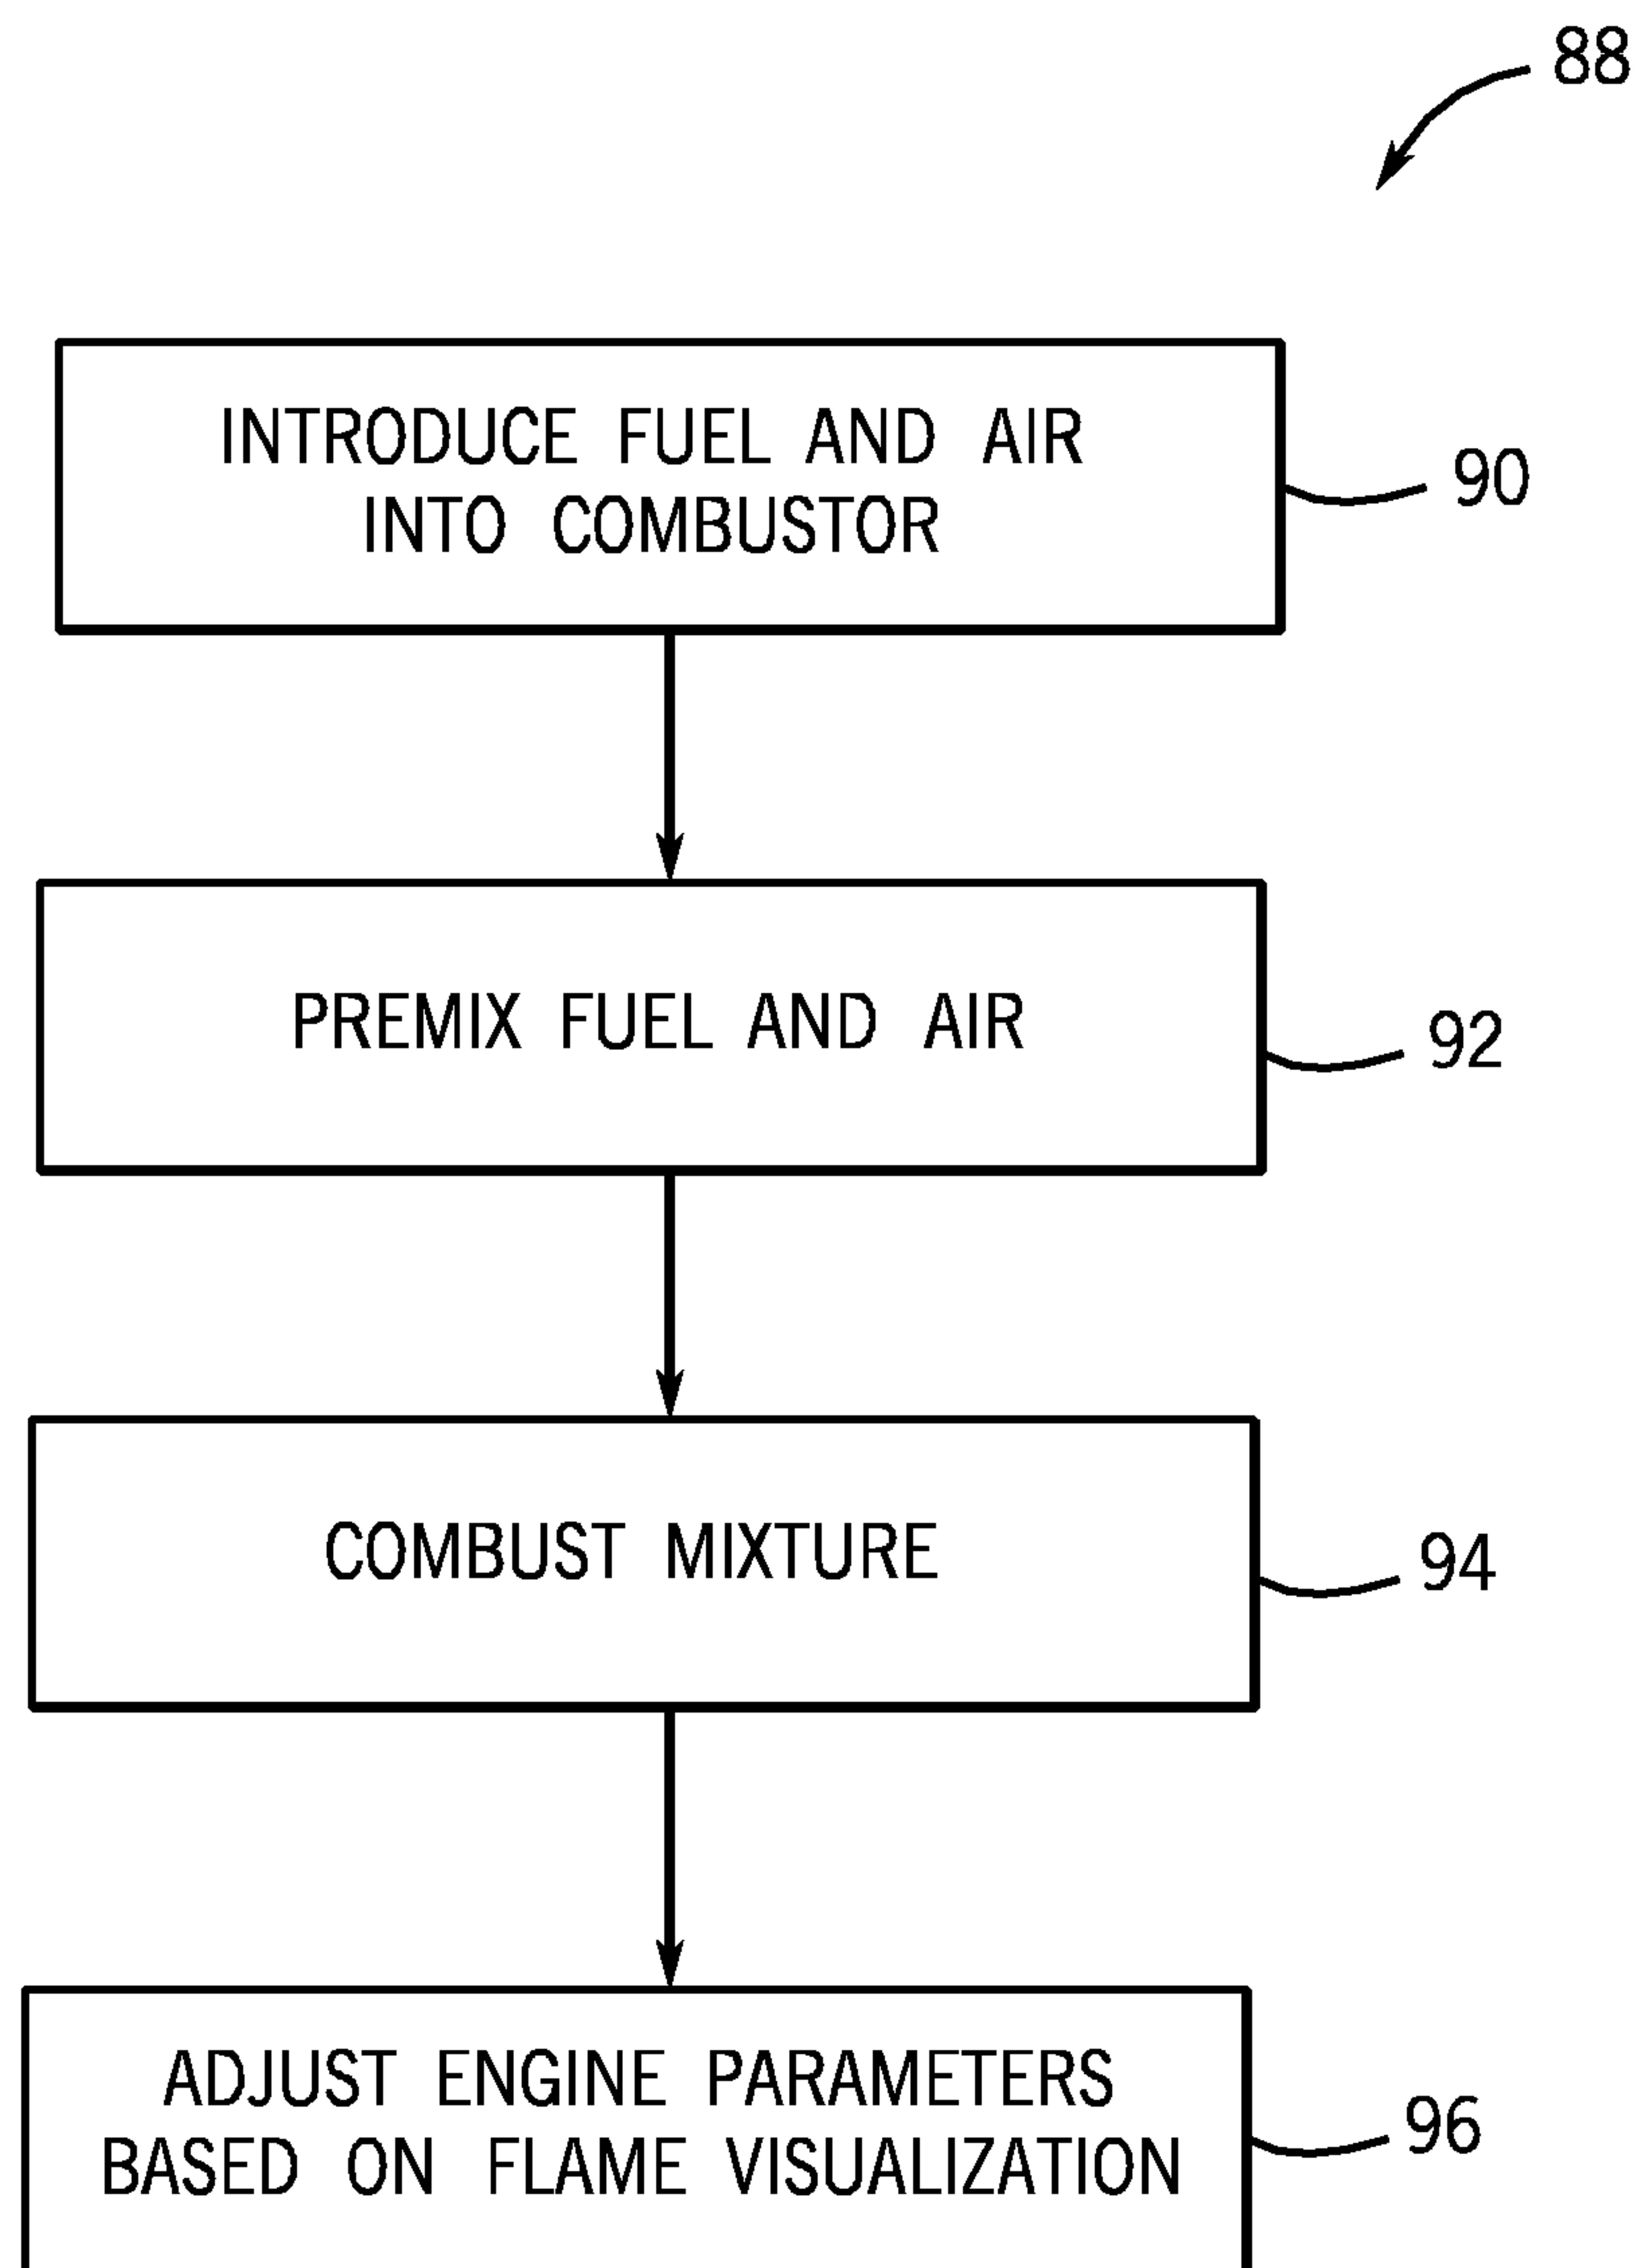 88
INTRODUCE FUEL AND AIR
INTO COMBUSTOR
90
PREMIX FUEL AND AIR
92
COMBUST MIXTURE
94
ADJUST ENGINE PARAMETERS
BASED ON FLAME VISUALIZATION
96